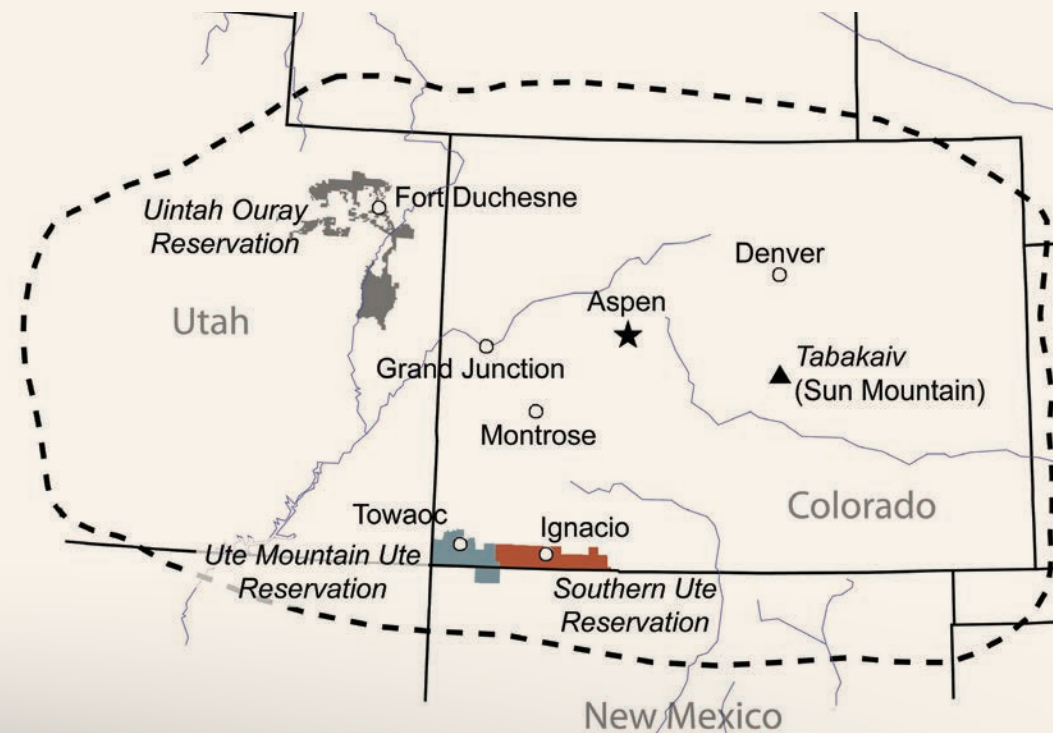 Fort Duchesne
Uintah Ouray
Reservation
Denver
Aspen
Utah
Tabakaiv
(Sun Mountain)
Grand Junction
Montrose
Colorado
Towaoc
Ignacio
Ute Mountain Ute
Reservation
Southern Ute
Reservation
New Mexico